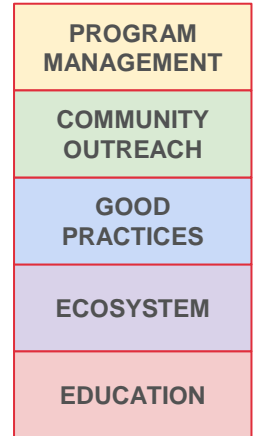 PROGRAM
MANAGEMENT
COMMUNITY
OUTREACH
GOOD
PRACTICES
ECOSYSTEM
EDUCATION